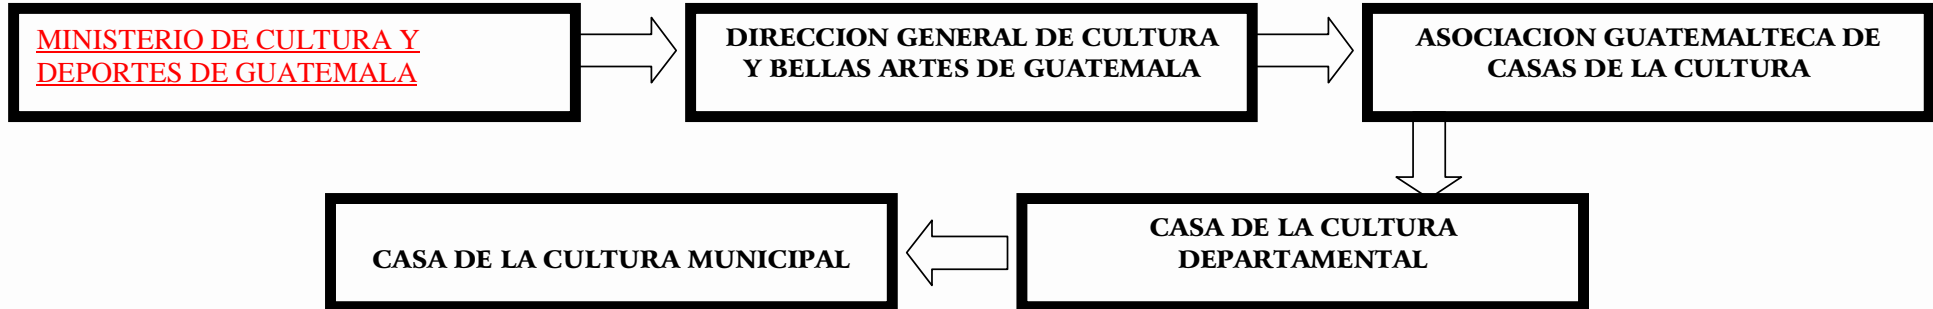 MINISTERIO DE CULTURA Y
DEPORTES DE GUATEMALA
DIRECCION GENERAL DE CULTURA
Y BELLAS ARTES DE GUATEMALA
ASOCIACION GUATEMALTECA DE
CASAS DE LA CULTURA
CASA DE LA CULTURA
DEPARTAMENTAL
CASA DE LA CULTURA MUNICIPAL